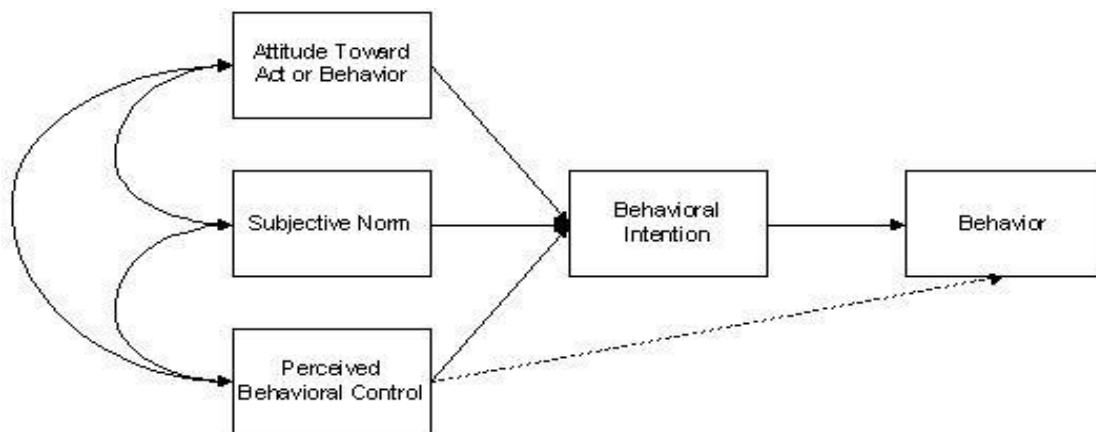 Attitude Toward
Act or Behavior
Subjective Norm
Behavioral
Intention
Behavior
Perceived
Behavioral Control